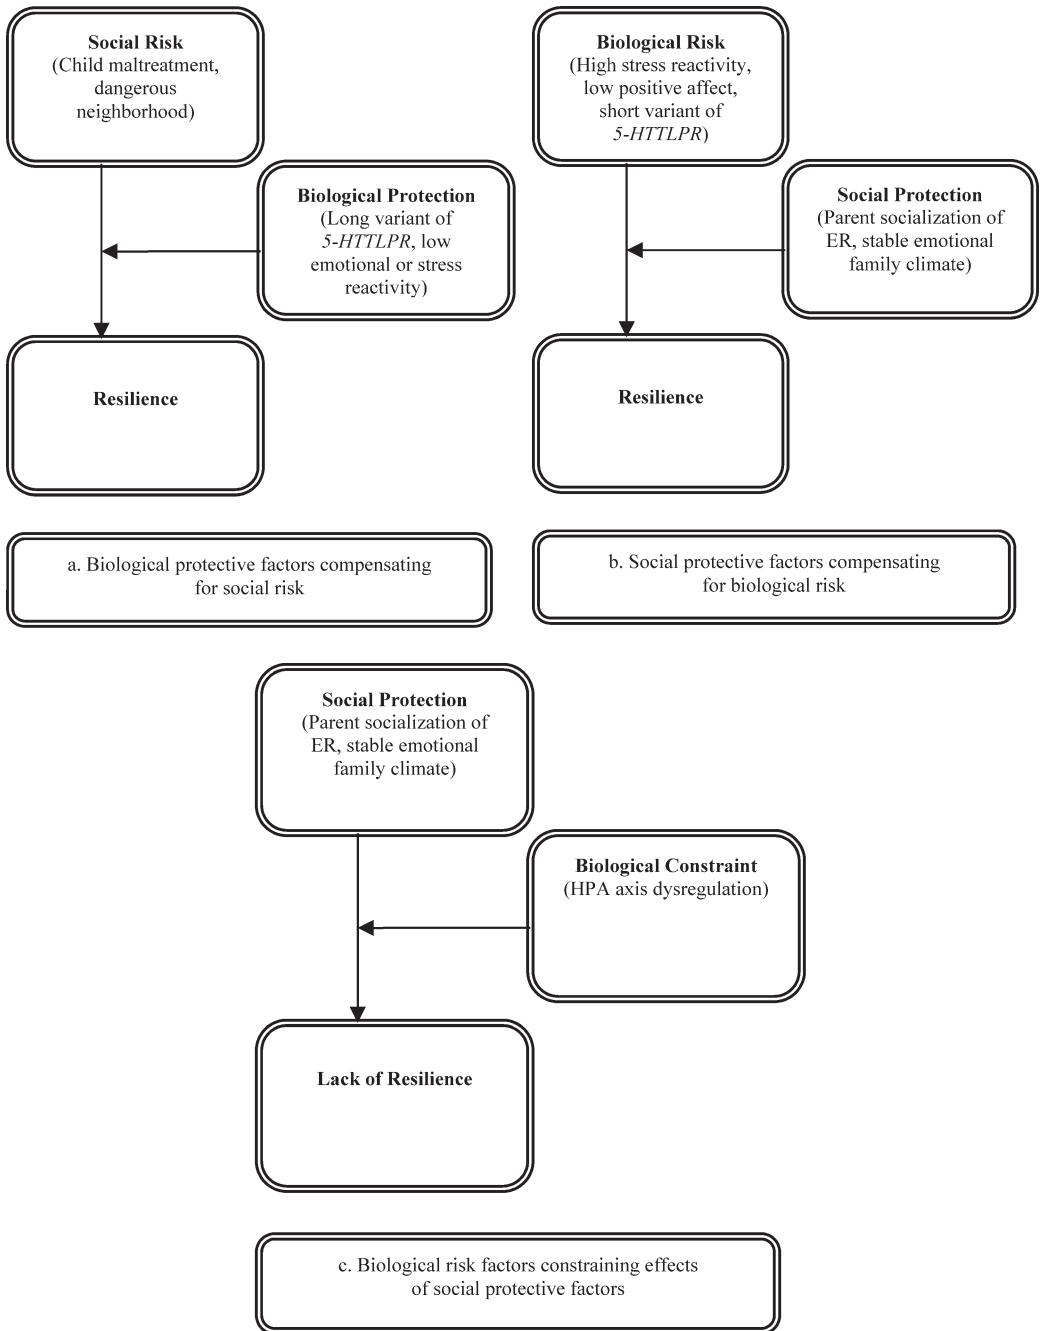 Social Risk
(Child maltreatment,
dangerous
neighborhood)
Biological Protection
(Long variant of
5-HTTLPR, low
emotional or stress
reactivity)
Resilience
a. Biological protective factors compensating
for social risk
Biological Risk
(High stress reactivity,
low positive affect,
short variant of
5-HTTLPR)
Social Protection
(Parent socialization of
ER, stable emotional
family climate)
Resilience
b. Social protective factors compensating
for biological risk
Social Protection
(Parent socialization of
ER, stable emotional
family climate)
Biological Constraint
(HPA axis dysregulation)
Lack of Resilience
c. Biological risk factors constraining effects
of social protective factors